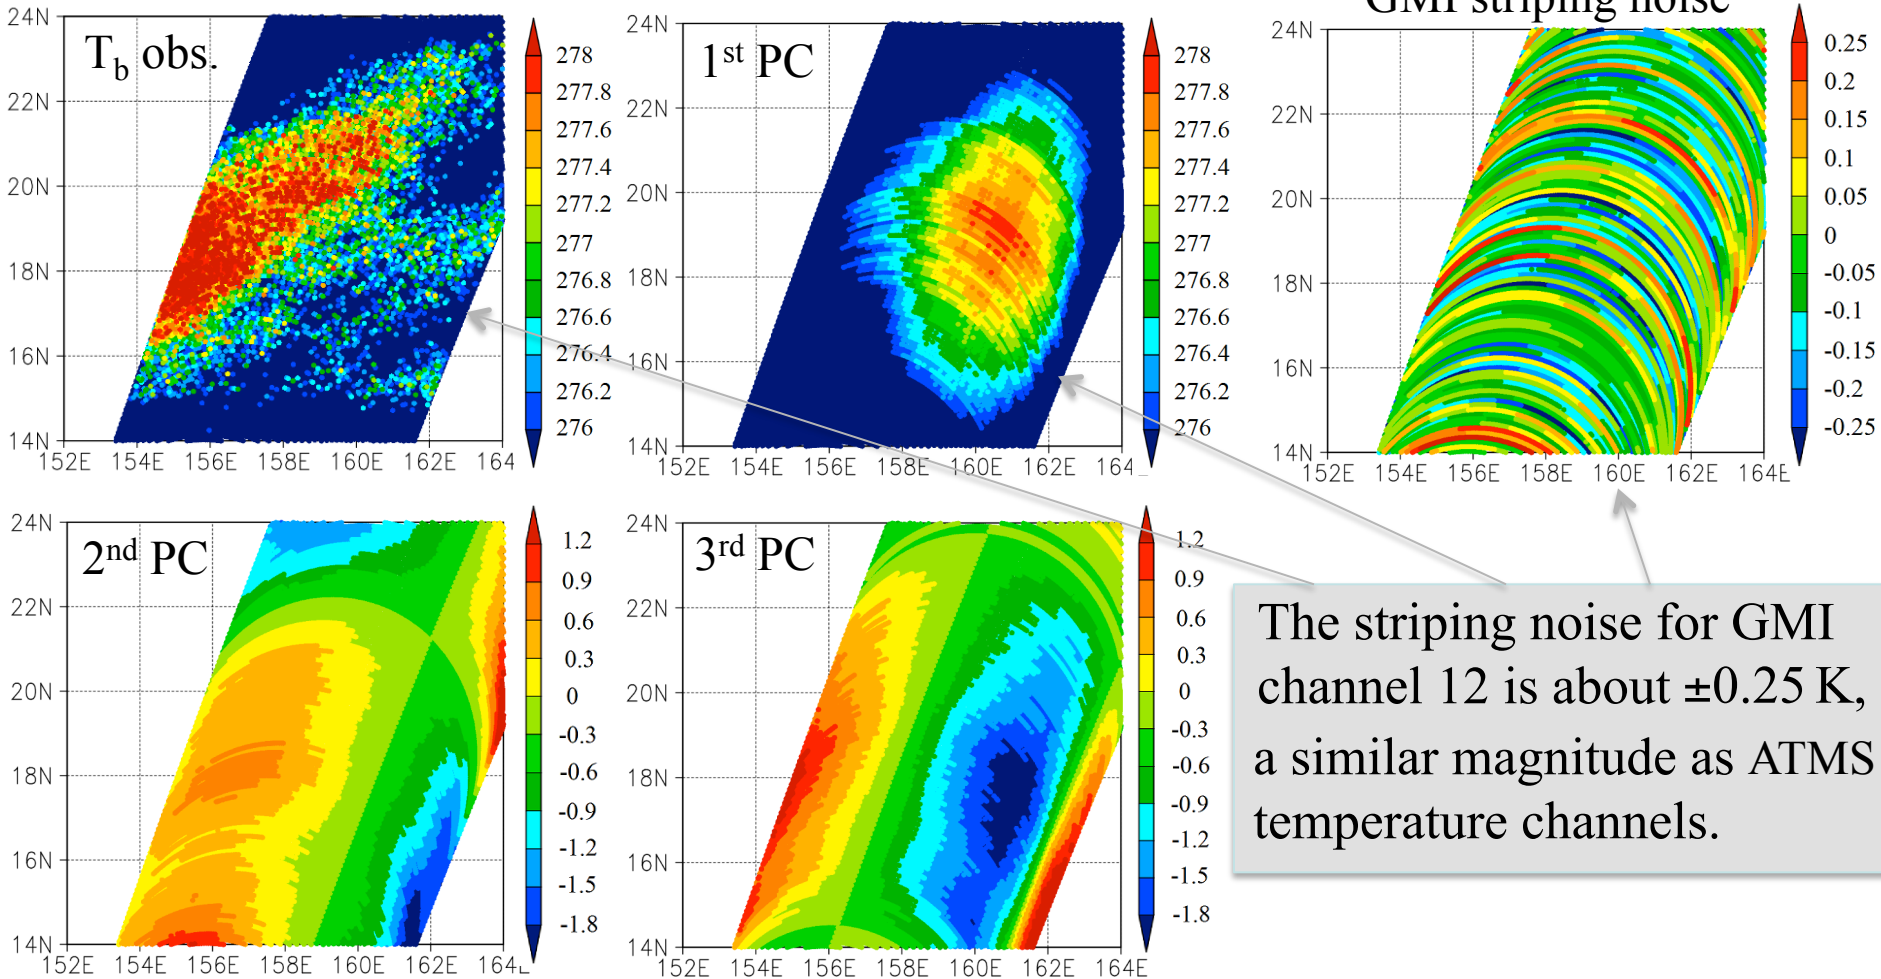 GMI striping noise
24N
22N
20N
18N
16N
14N
152E 154E 156E 158E 160E 162E 164
T_b obs.
278
277.8
277.6
277.4
277.2
277
276.8
276.6
276.4
276.2
276
24N
22N
20N
18N
16N
14N
152E 154E 156E 158E 160E 162E 164
1^st PC
278
277.8
277.6
277.4
277.2
277
276.8
276.6
276.4
276.2
276
24N
22N
20N
18N
16N
14N
152E 154E 156E 158E 160E 162E 164E
0.25
0.2
0.15
0.1
0.05
0
-0.05
-0.1
-0.15
-0.2
-0.25
24N
22N
20N
18N
16N
14N
152E 154E 156E 158E 160E 162E 164E
2^nd PC
1.2
0.9
0.6
0.3
0
-0.3
-0.6
-0.9
-1.2
-1.5
-1.8
24N
22N
20N
18N
16N
14N
152E 154E 156E 158E 160E 162E 164E
3^rd PC
1.2
0.9
0.6
0.3
0
-0.3
-0.6
-0.9
-1.2
-1.5
-1.8
The striping noise for GMI
channel 12 is about ±0.25 K,
a similar magnitude as ATMS
temperature channels.